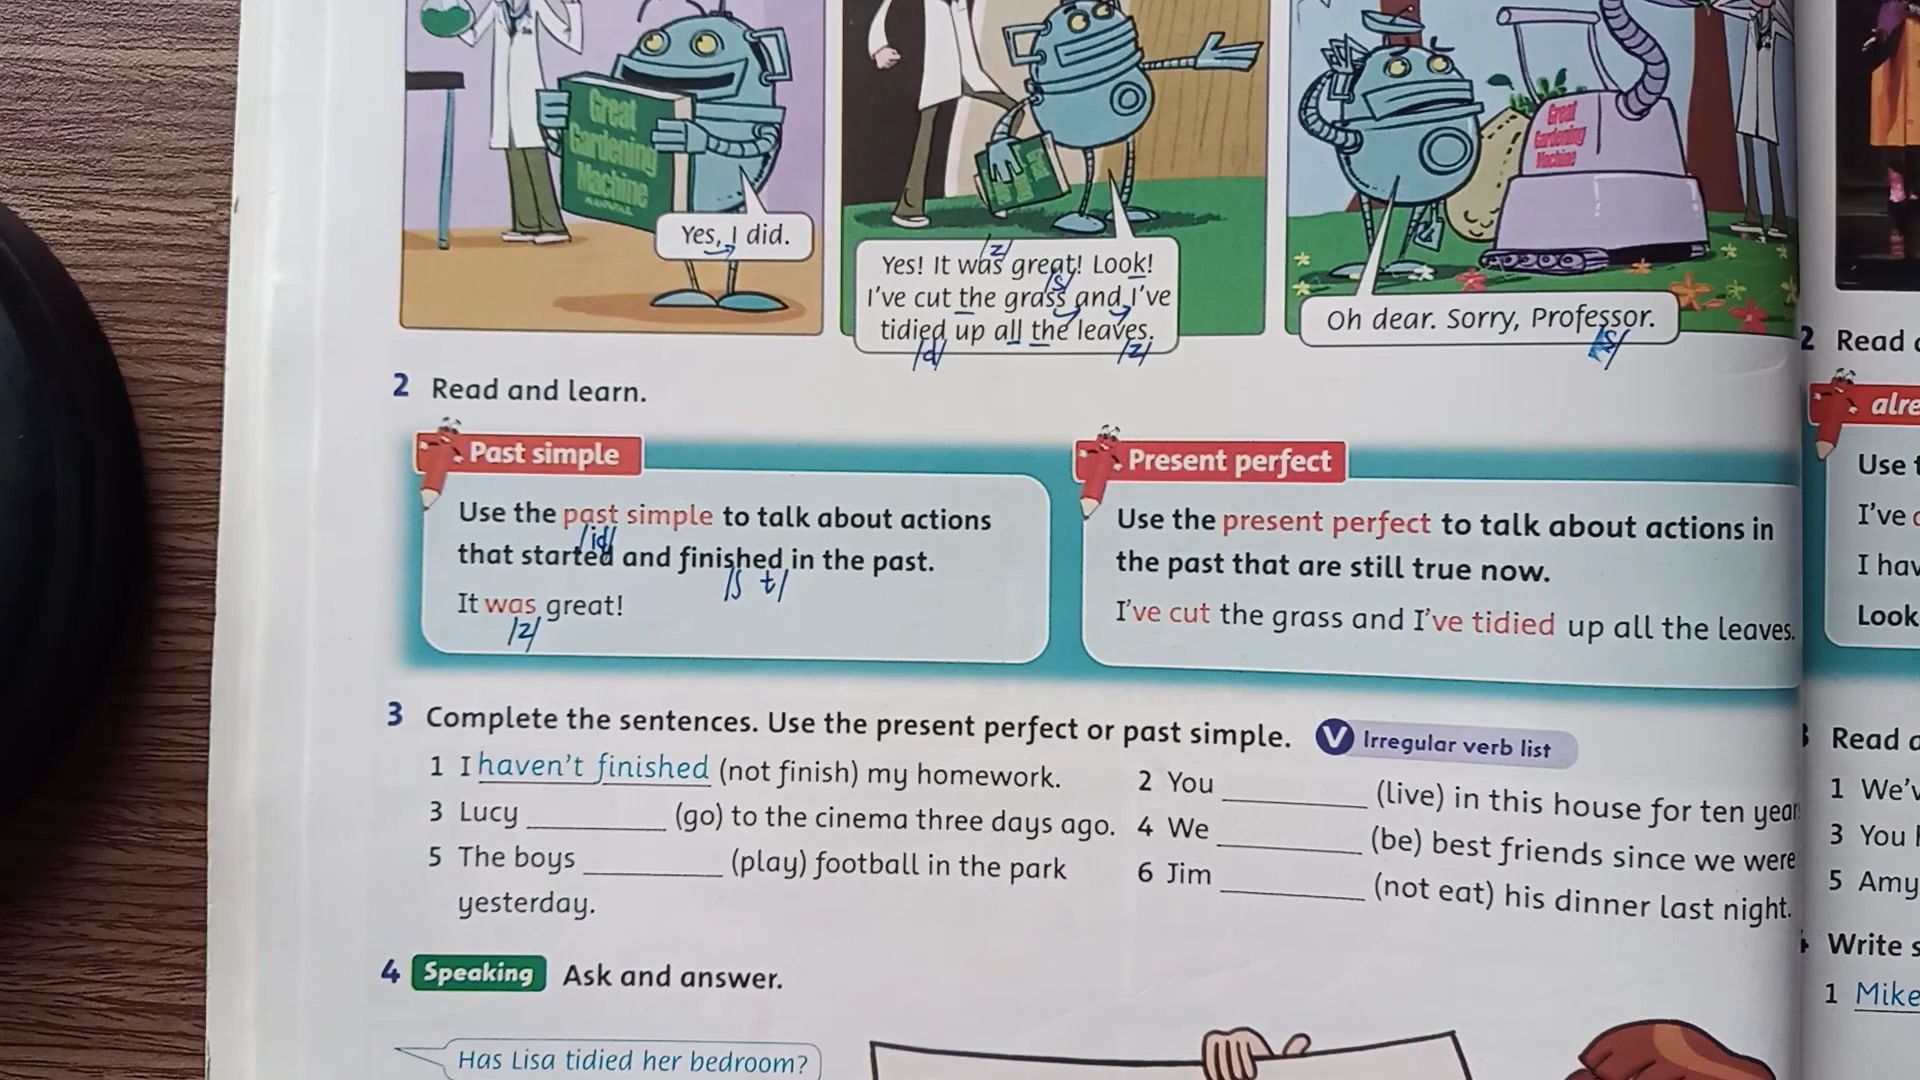 Great
Gardening
Machine
Yes, I did.
/z/
Yes! It was great! Look!
/s/
I've cut the grass and I've
tidied up all the leaves.
/d/ /z/
Great
Gardening
Machine
Oh dear. Sorry, Professor.
/s/
2 Read and learn.
Past simple
Use the past simple to talk about actions
/id/
that started and finished in the past.
/ʃ t/
It was great!
/z/
Present perfect
Use the present perfect to talk about actions in
the past that are still true now.
I've cut the grass and I've tidied up all the leaves.
3 Complete the sentences. Use the present perfect or past simple. V Irregular verb list
1 I haven't finished (not finish) my homework.
2 You ________ (live) in this house for ten year
3 Lucy ________ (go) to the cinema three days ago.
4 We ________ (be) best friends since we were
5 The boys ________ (play) football in the park
yesterday.
6 Jim ________ (not eat) his dinner last night.
4 Speaking Ask and answer.
Has Lisa tidied her bedroom?
2 Read
alre
Use
I've
I hav
Look
Read
1 We'v
3 You
5 Amy
Write s
1 Mike